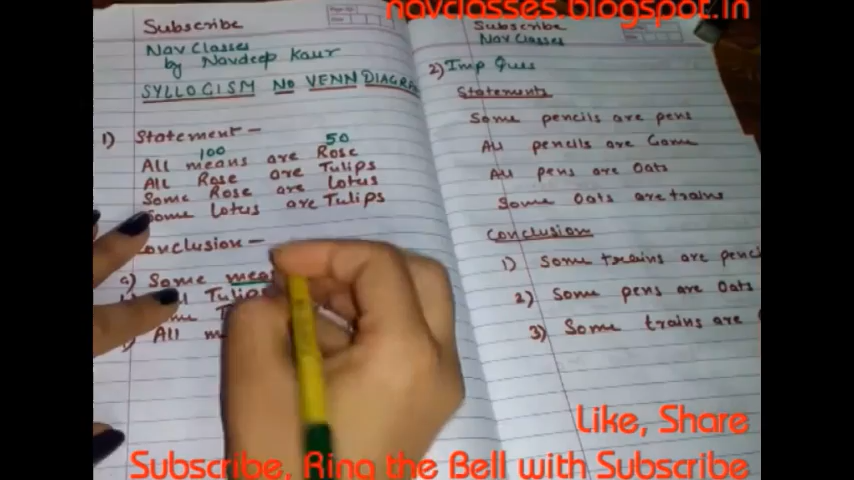 navclasses.blogspot.in
Subscribe
Nav Classes
by Navdeep Kaur
SYLLOGISM NO VENN DIAGRAM
1) Statement -
100 50
All means are Rose
All Rose are Tulips
Some Rose are Lotus
Some Lotus are Tulips
Conclusion -
a) Some
Tulips
All
Subscribe
Nav Classes
2) Imp Ques
Statements
Some pencils are pens
All pencils are Game
All pens are Oats
Some Oats are trains
Conclusion
1) Some trains are penci
2) Some pens are Oats
3) Some trains are
Like, Share
Subscribe, Ring the Bell with Subscribe